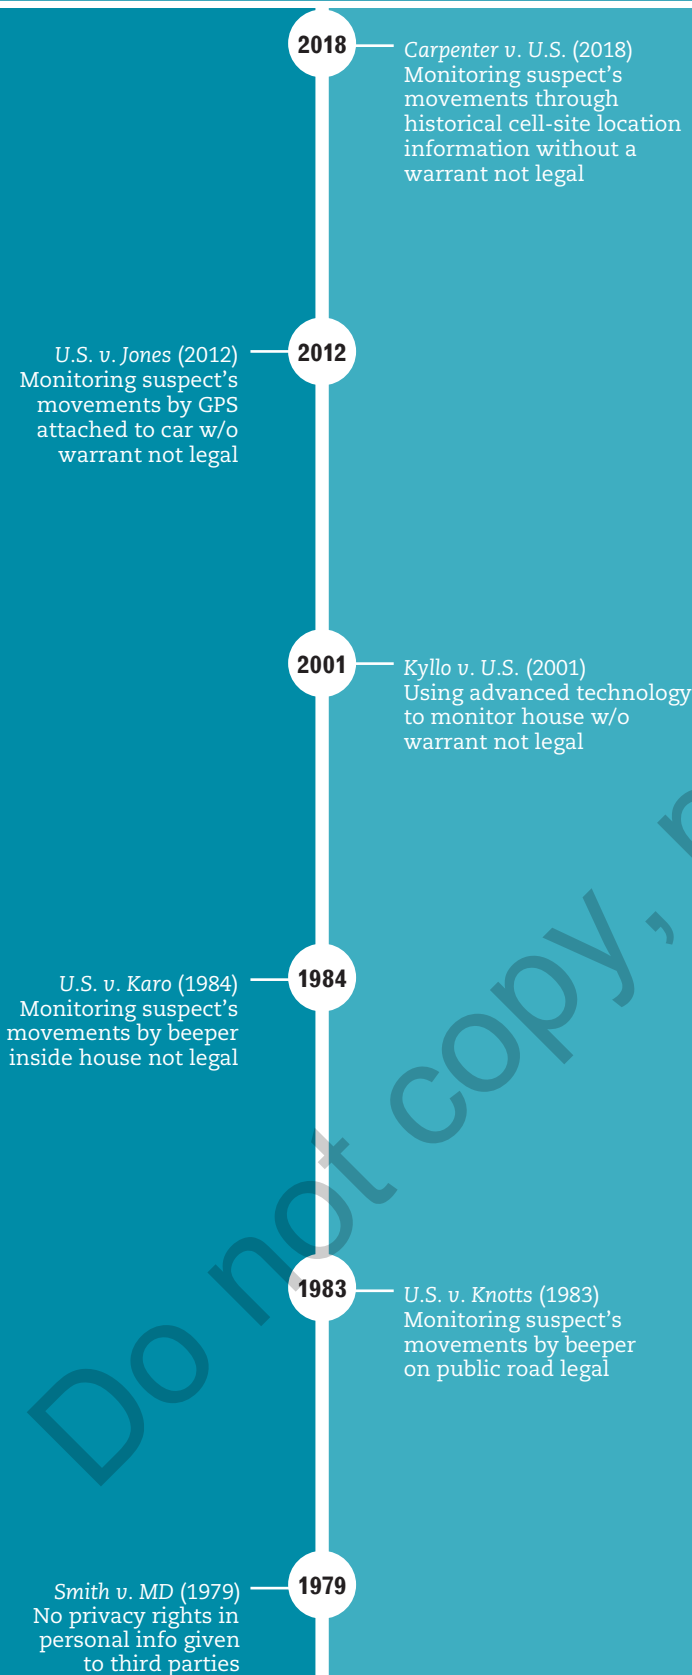 2018
Carpenter v. U.S. (2018)
Monitoring suspect's
movements through
historical cell-site location
information without a
warrant not legal
U.S. v. Jones (2012)
Monitoring suspect's
movements by GPS
attached to car w/o
warrant not legal
2012
2001
Kyllo v. U.S. (2001)
Using advanced technology
to monitor house w/o
warrant not legal
U.S. v. Karo (1984)
Monitoring suspect's
movements by beeper
inside house not legal
1984
1983
U.S. v. Knotts (1983)
Monitoring suspect's
movements by beeper
on public road legal
Smith v. MD (1979)
No privacy rights in
personal info given
to third parties
1979
Do not copy,